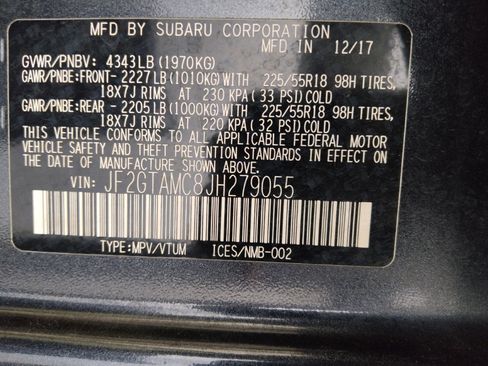 MFD BY SUBARU CORPORATION
IN 12/17
GVWR/PNBV: 4343LB(1970KG)
GAWR/PNBE:FRONT- 2227LB(1010KG)WITH 225/55R18 98H TIRES,
18X7J RIMS AT 230 KPA(33 PSI)COLD
GAWR/PNBE:REAR - 2205LB(1000KG)WITH 225/55R18 98H TIRES,
18X7J RIMS AT 220 KPA(32 PSI)COLD
THIS VEHICLE CONFORMS TO ALL APPLICABLE FEDERAL MOTOR
VEHICLE SAFETY AND THEFT PREVENTION STANDARDS IN EFFECT
ON THE DATE OF MANUFACTURE SHOWN ABOVE.
VIN: JF2GTAMC8JH279055
TYPE:MPV/VTUM ICES/NMB-002